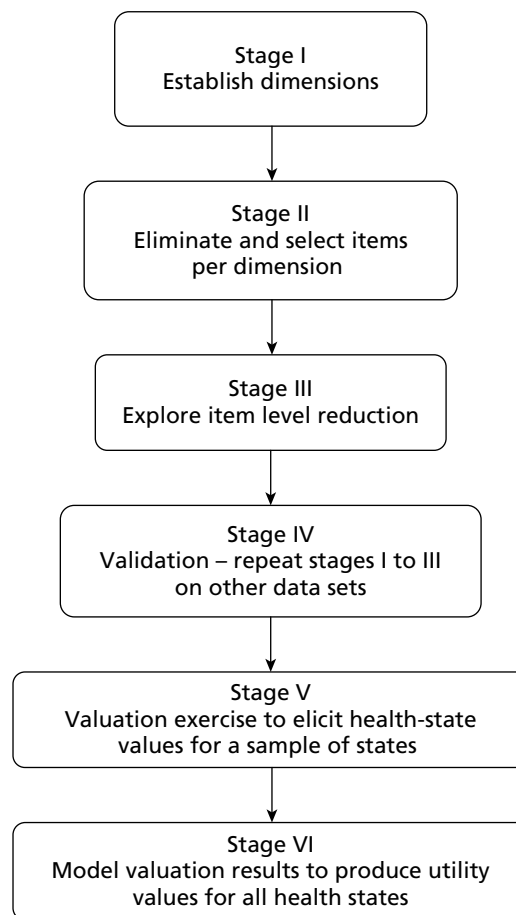 Stage I
Establish dimensions
Stage II
Eliminate and select items
per dimension
Stage III
Explore item level reduction
Stage IV
Validation – repeat stages I to III
on other data sets
Stage V
Valuation exercise to elicit health-state
values for a sample of states
Stage VI
Model valuation results to produce utility
values for all health states